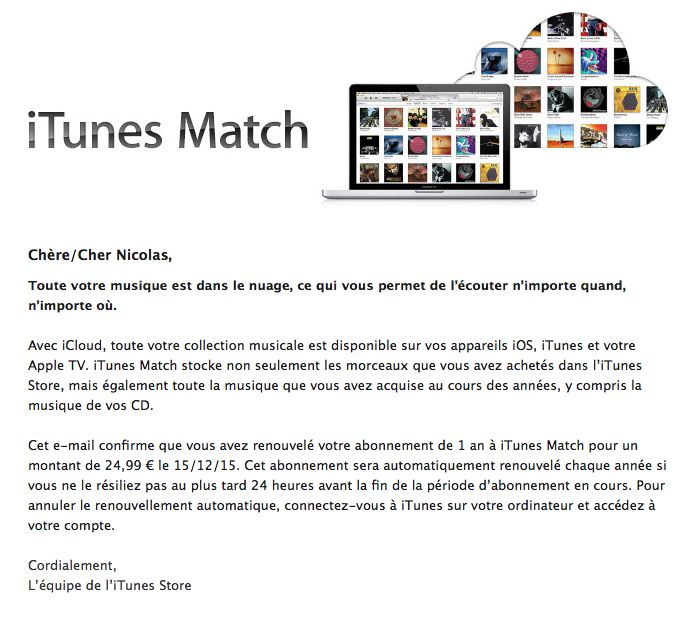 iTunes Match
Chère/Cher Nicolas,
Toute votre musique est dans le nuage, ce qui vous permet de l'écouter n'importe quand,
n'importe où.
Avec iCloud, toute votre collection musicale est disponible sur vos appareils iOS, iTunes et votre
Apple TV. iTunes Match stocke non seulement les morceaux que vous avez achetés dans l’iTunes
Store, mais également toute la musique que vous avez acquise au cours des années, y compris la
musique de vos CD.
Cet e-mail confirme que vous avez renouvelé votre abonnement de 1 an à iTunes Match pour un
montant de 24,99 € le 15/12/15. Cet abonnement sera automatiquement renouvelé chaque année si
vous ne le résiliez pas au plus tard 24 heures avant la fin de la période d’abonnement en cours. Pour
annuler le renouvellement automatique, connectez-vous à iTunes sur votre ordinateur et accédez à
votre compte.
Cordialement,
L'équipe de l’iTunes Store